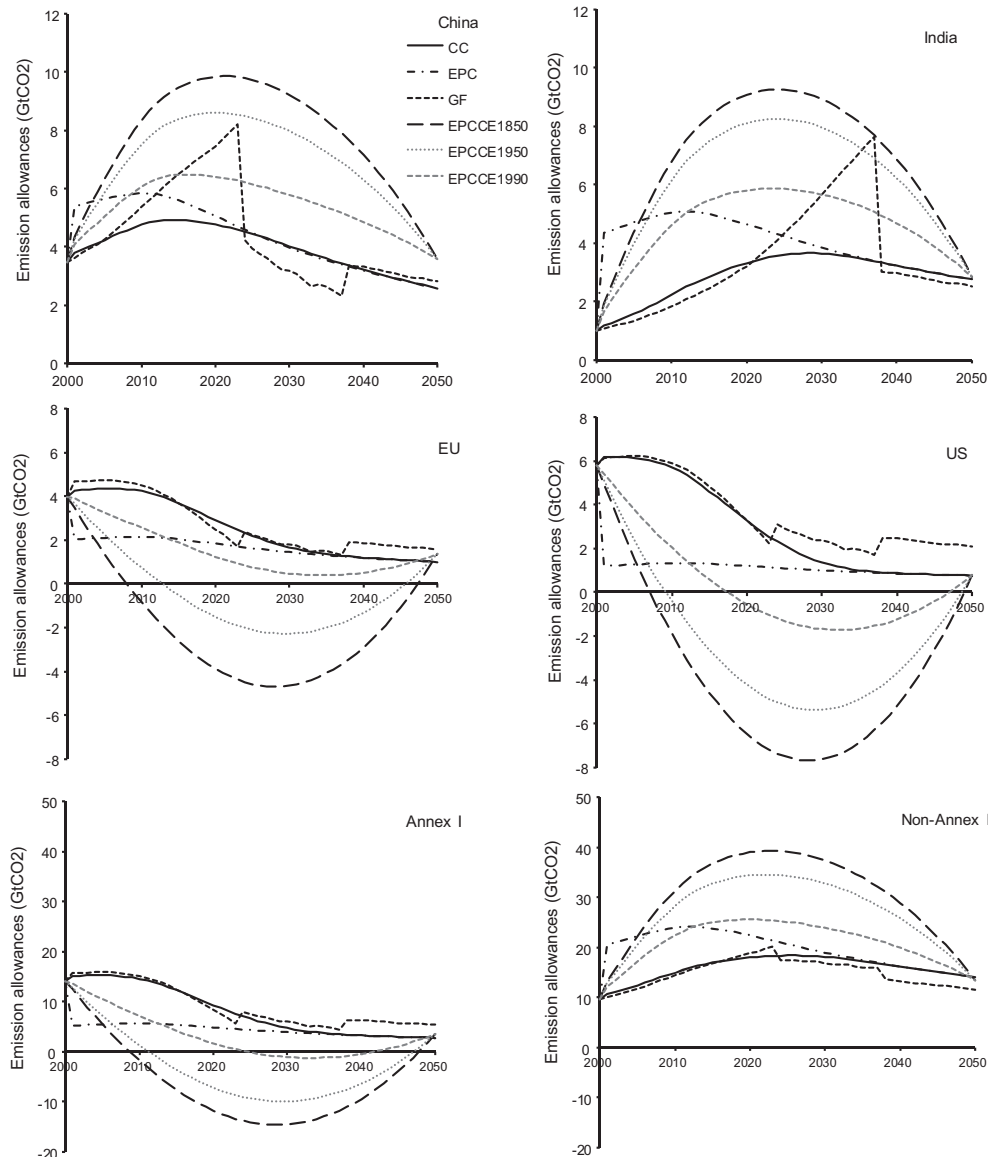 China
CC
EPC
GF
EPCCE1850
EPCCE1950
EPCCE1990
Emission allowances (GtCO2)
12
10
8
6
4
2
0
2000 2010 2020 2030 2040 2050
India
Emission allowances (GtCO2)
12
10
8
6
4
2
0
2000 2010 2020 2030 2040 2050
EU
Emission allowances (GtCO2)
8
6
4
2
0
-2
-4
-6
-8
2000 2010 2020 2030 2040 2050
US
Emission allowances (GtCO2)
8
6
4
2
0
-2
-4
-6
-8
2000 2010 2020 2030 2040 2050
Annex I
Emission allowances (GtCO2)
50
40
30
20
10
0
-10
-20
2000 2010 2020 2030 2040 2050
Non-Annex I
Emission allowances (GtCO2)
50
40
30
20
10
0
-10
-20
2000 2010 2020 2030 2040 2050